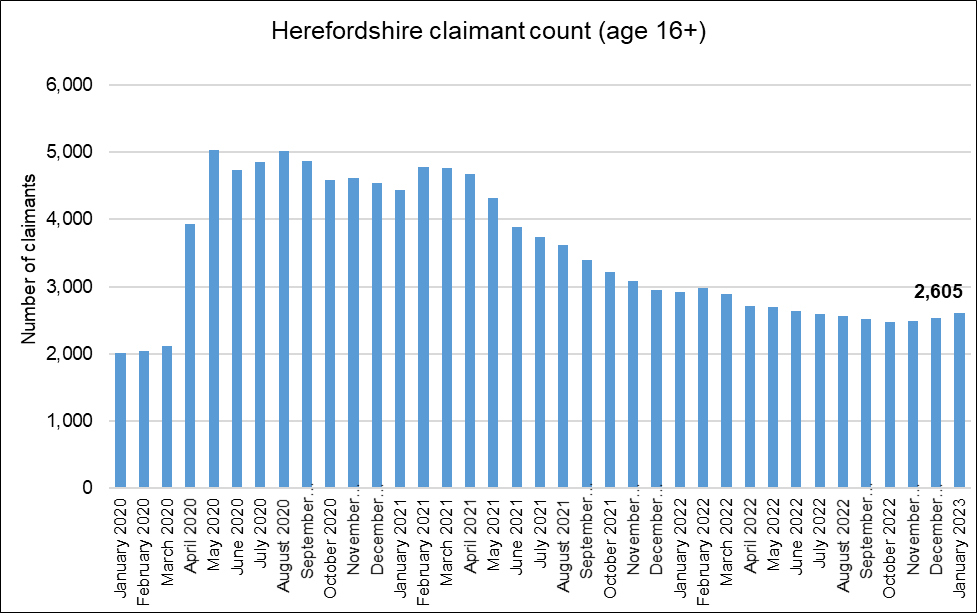 Herefordshire claimant count (age 16+)
Number of claimants
6,000
5,000
4,000
3,000
2,000
1,000
0
2,605
January 2020
February 2020
March 2020
April 2020
May 2020
June 2020
July 2020
August 2020
September…
October 2020
November…
December…
January 2021
February 2021
March 2021
April 2021
May 2021
June 2021
July 2021
August 2021
September…
October 2021
November…
December…
January 2022
February 2022
March 2022
April 2022
May 2022
June 2022
July 2022
August 2022
September…
October 2022
November…
December…
January 2023